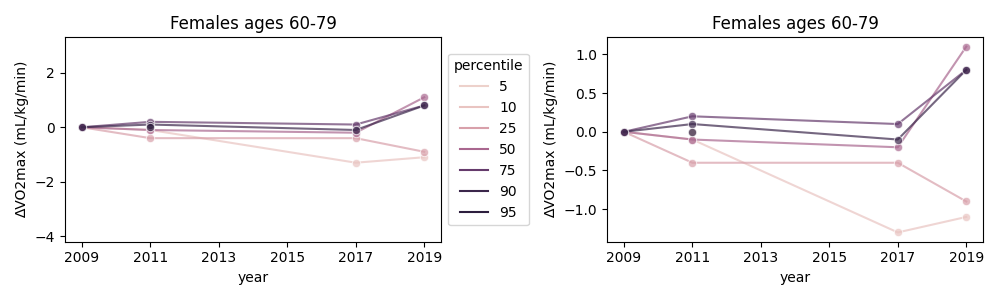 Females ages 60-79
ΔVO2max (mL/kg/min)
2
0
−2
−4
2009 2011 2013 2015 2017 2019
year
percentile
5
10
25
50
75
90
95
Females ages 60-79
ΔVO2max (mL/kg/min)
1.0
0.5
0.0
−0.5
−1.0
2009 2011 2013 2015 2017 2019
year